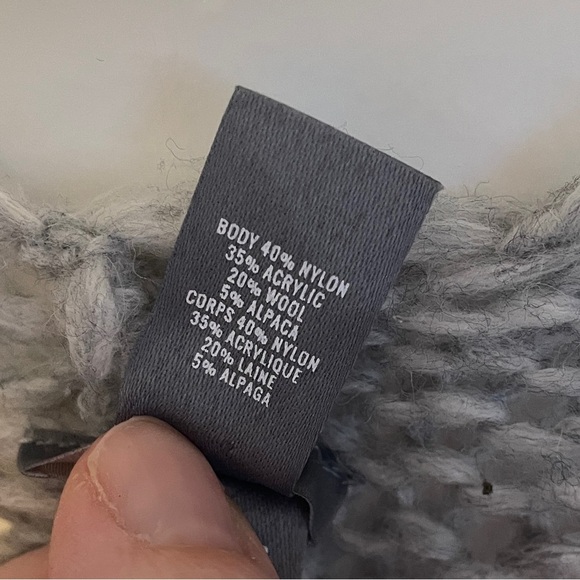 BODY 40% NYLON
35% ACRYLIC
20% WOOL
5% ALPACA
CORPS 40% NYLON
35% ACRYLIQUE
20% LAINE
5% ALPAGA